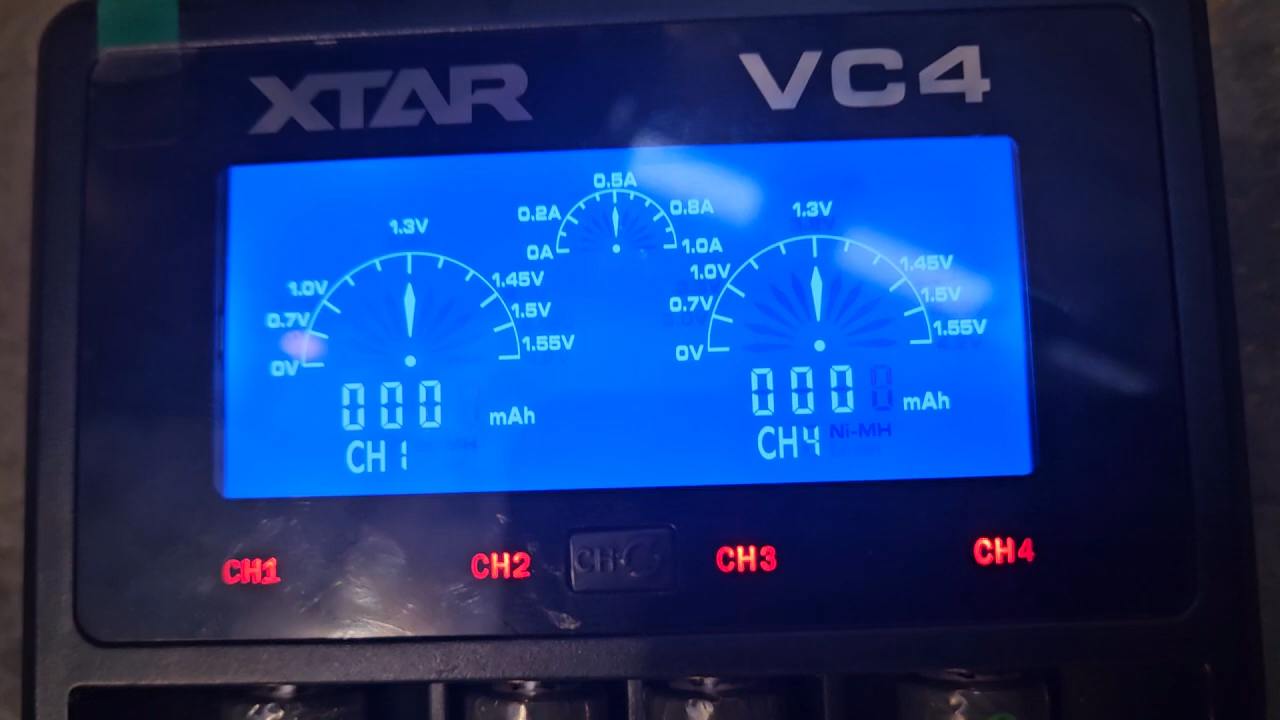 XTAR VC4
0.5A
0.2A 0.8A
0A 1.0A
1.3V
1.0V 1.45V
0.7V 1.5V
0V 1.55V
000 mAh
CH1
1.3V
1.0V 1.45V
0.7V 1.5V
0V 1.55V
000 mAh
CH4 Ni-MH
CH1 CH2 CH CH3 CH4